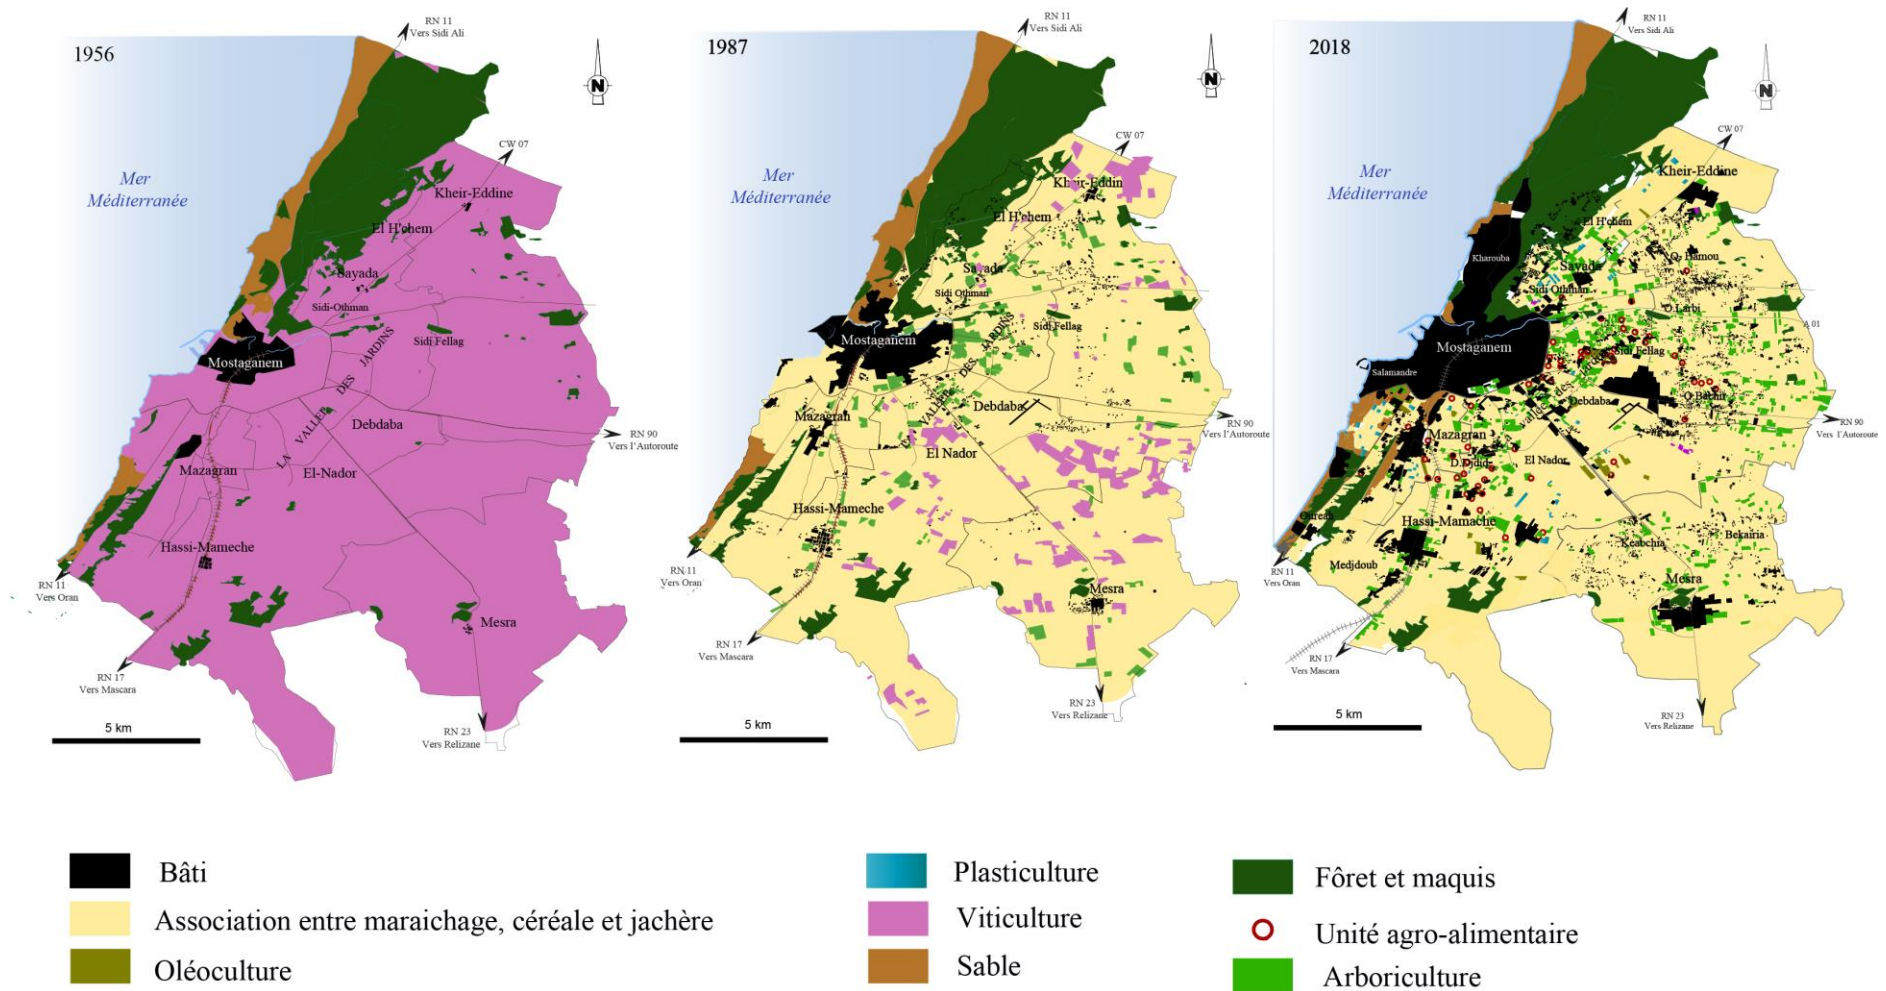 1956
RN 11
Vers Sidi Ali
N
CW 07
Mer
Méditerranée
Kheir-Eddine
El H'chem
Sayada
Sidi-Othman
Sidi Fellag
Mostaganem
LA VALLEE DES JARDINS
Debdaba
RN 90
Vers l'Autoroute
Mazagran
El-Nador
Hassi-Mameche
RN 11
Vers Oran
Mesra
RN 17
Vers Mascara
RN 23
Vers Relizane
5 km
1987
RN 11
Vers Sidi Ali
N
CW 07
Mer
Méditerranée
Kheir-Eddin
El H'chem
Sayada
Sidi Othman
Sidi Fellag
Mostaganem
LA VALLEE DES JARDINS
Debdaba
Mazagran
RN 90
Vers l'Autoroute
El Nador
Hassi-Mameche
RN 11
Vers Oran
Mesra
RN 17
Vers Mascara
RN 23
Vers Relizane
5 km
2018
RN 11
Vers Sidi Ali
N
CW 07
Mer
Méditerranée
Kheir-Eddine
El H'chem
Kharouba
O. Hamou
Sayada
Sidi Othman
O. Larbi
A 01
Mostaganem
Sidi Fellag
Salamandre
Debdaba
O. Bachir
RN 90
Vers l'Autoroute
Mazagran
D. Djdid
El Nador
Oureah
Hassi-Mamache
Keabchia
Bekairia
Medjdoub
RN 11
Vers Oran
Mesra
RN 17
Vers Mascara
RN 23
Vers Relizane
5 km
Bâti
Association entre maraichage, céréale et jachère
Oléoculture
Plasticulture
Viticulture
Sable
Fôret et maquis
Unité agro-alimentaire
Arboriculture